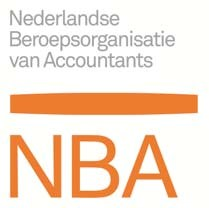 Nederlandse
Beroepsorganisatie
van Accountants
NBA